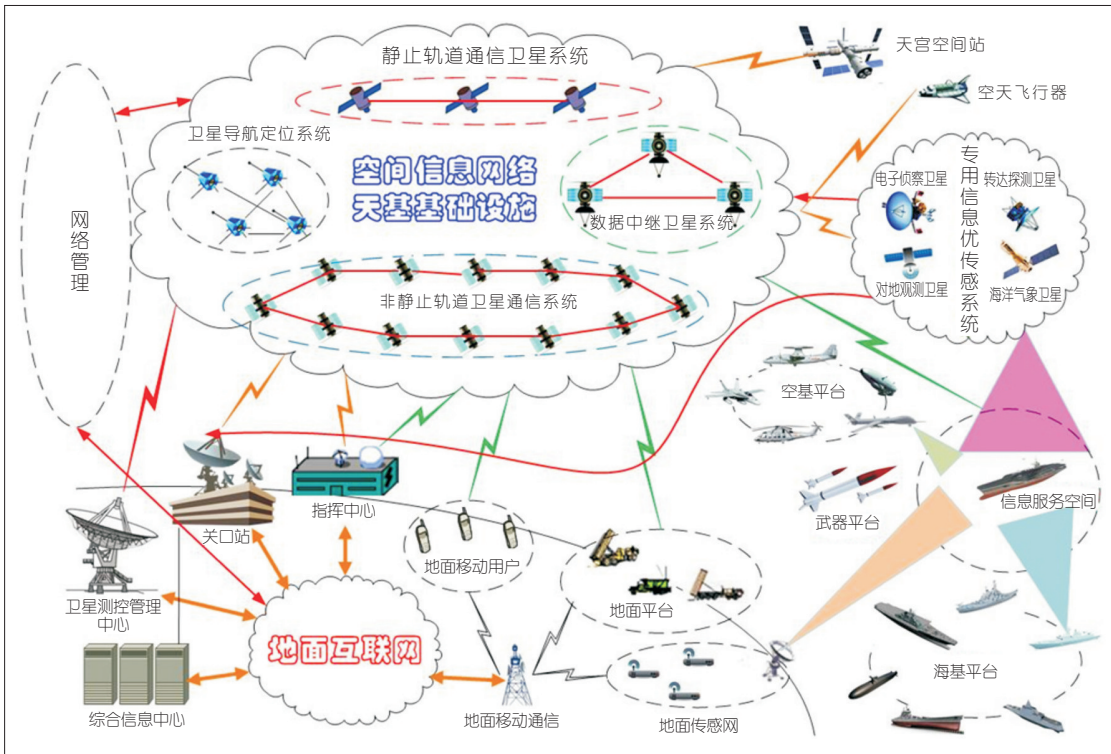 静止轨道通信卫星系统
天宫空间站
空天飞行器
卫星导航定位系统
空间信息网络
天基基础设施
数据中继卫星系统
非静止轨道卫星通信系统
网络管理
电子侦察卫星
转达探测卫星
专用信息优传感系统
对地观测卫星
海洋气象卫星
空基平台
武器平台
信息服务空间
关口站
指挥中心
地面移动用户
地面平台
卫星测控管理
中心
地面互联网
综合信息中心
地面移动通信
地面传感网
海基平台